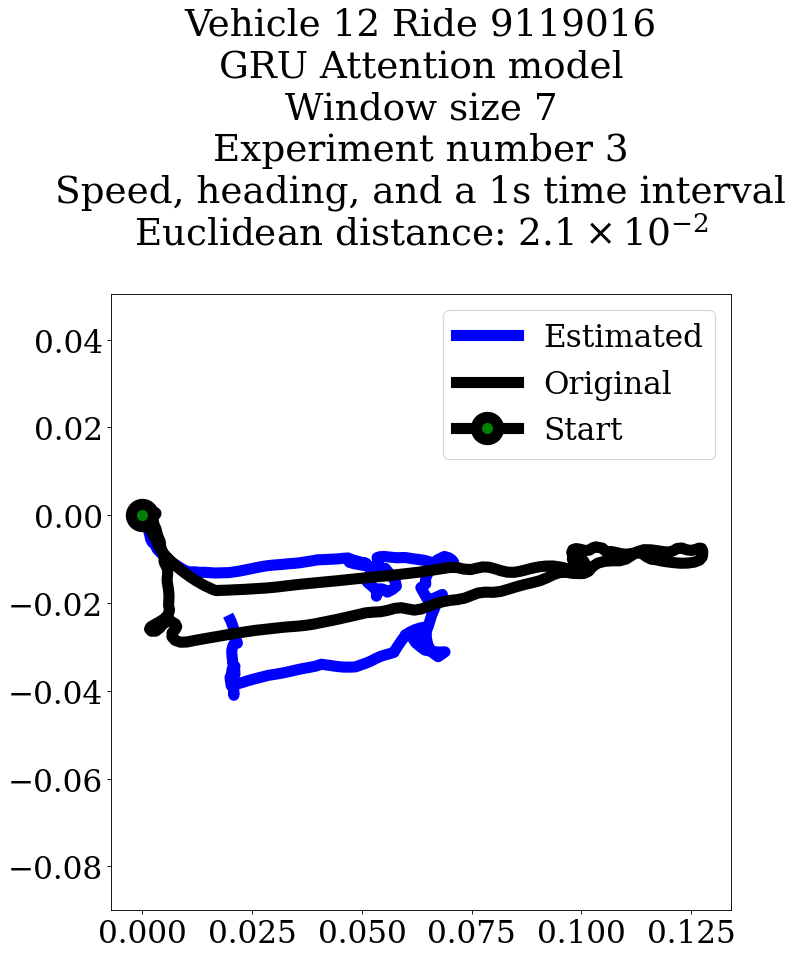 Vehicle 12 Ride 9119016
GRU Attention model
Window size 7
Experiment number 3
Speed, heading, and a 1s time interval
Euclidean distance: 2.1 × 10⁻²
Estimated
Original
Start
0.04
0.02
0.00
−0.02
−0.04
−0.06
−0.08
0.000 0.025 0.050 0.075 0.100 0.125